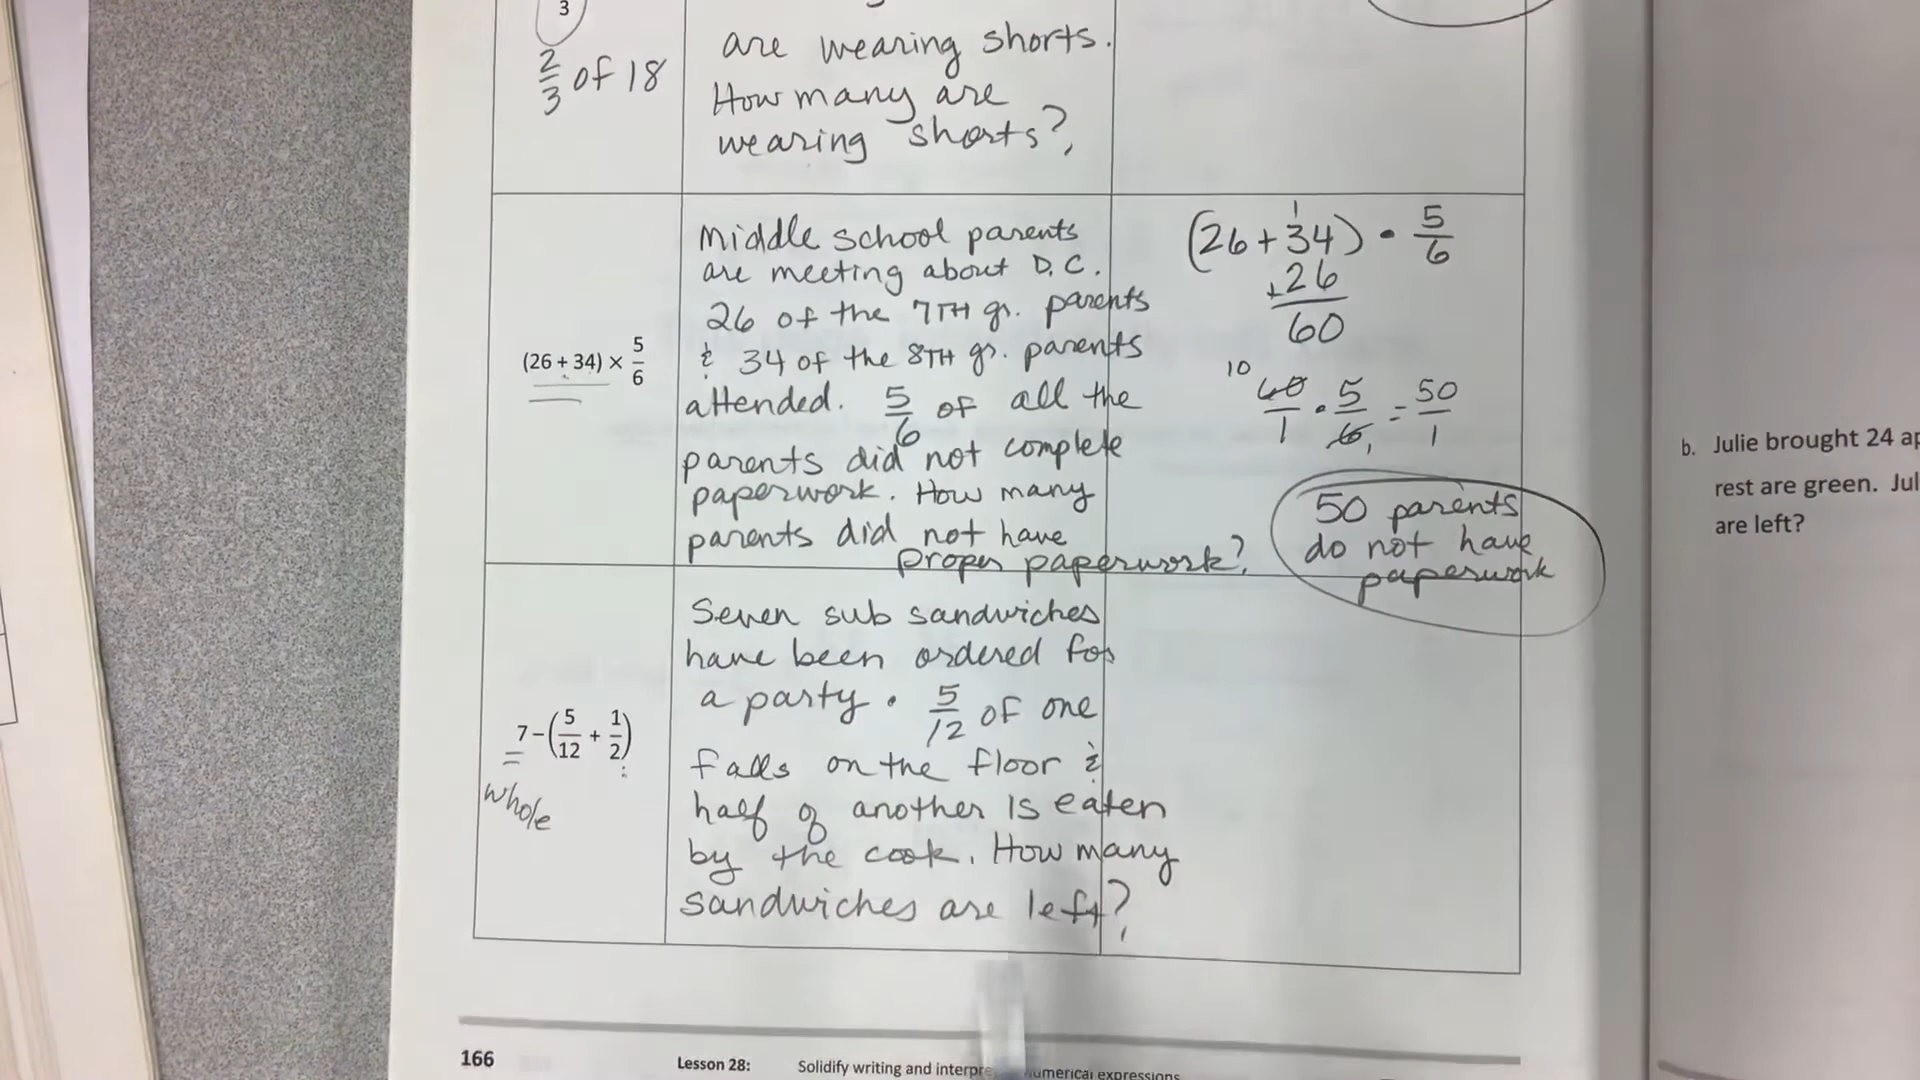 3
2/3 of 18
are wearing shorts.
How many are
wearing shorts?
(26 + 34) × 5/6
Middle school parents
are meeting about D.C.
26 of the 7TH gr. parents
& 34 of the 8TH gr. parents
attended. 5/6 of all the
parents did not complete
paperwork. How many
parents did not have
proper paperwork?
1
(26 + 34) • 5/6
+26
60
10
60/1 • 5/6 1 = 50/1
50 parents
do not have
paperwork
7 − (5/12 + 1/2)
whole
Seven sub sandwiches
have been ordered for
a party. 5/12 of one
falls on the floor &
half of another is eaten
by the cook. How many
sandwiches are left?
166 Lesson 28: Solidify writing and numerical expressions
b. Julie brought 24
rest are green.
are left?